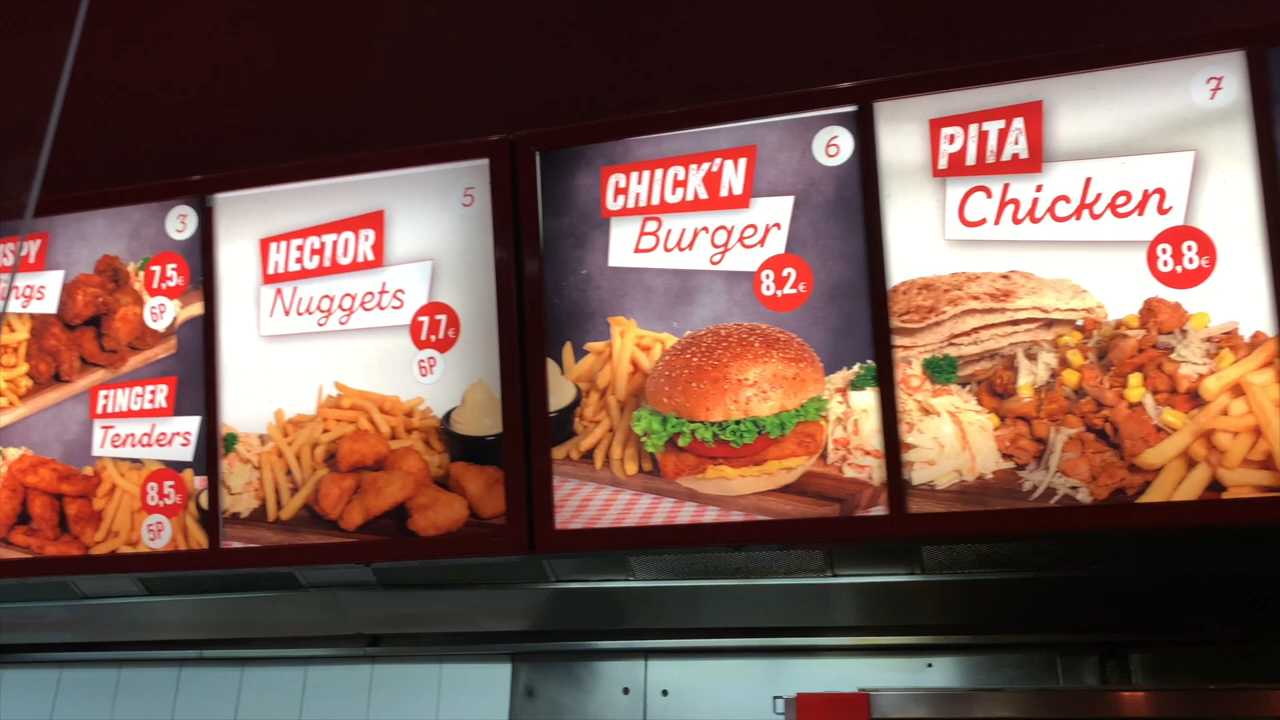 3
7,5€
6P
FINGER
Tenders
8,5€
5P
5
HECTOR
Nuggets
7,7€
6P
6
CHICK'N
Burger
8,2€
7
PITA
Chicken
8,8€